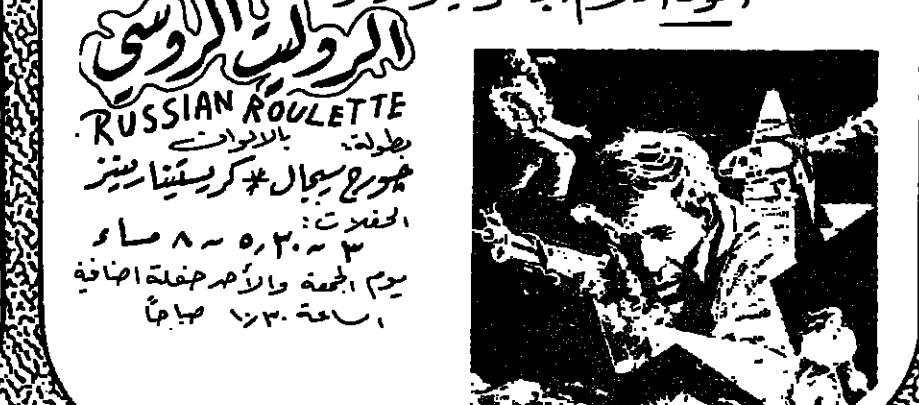 الروليت الروسي
RUSSIAN ROULETTE
بالالوان
بطولة:
جورج سيجال * كريستينا رينز
الحفلات:
٣ ~ ٥,٣٠ ~ ٨ مساء
يوم الجمعة والأحد حفلة اضافية
الساعة ١٠,٣٠ صباحاً